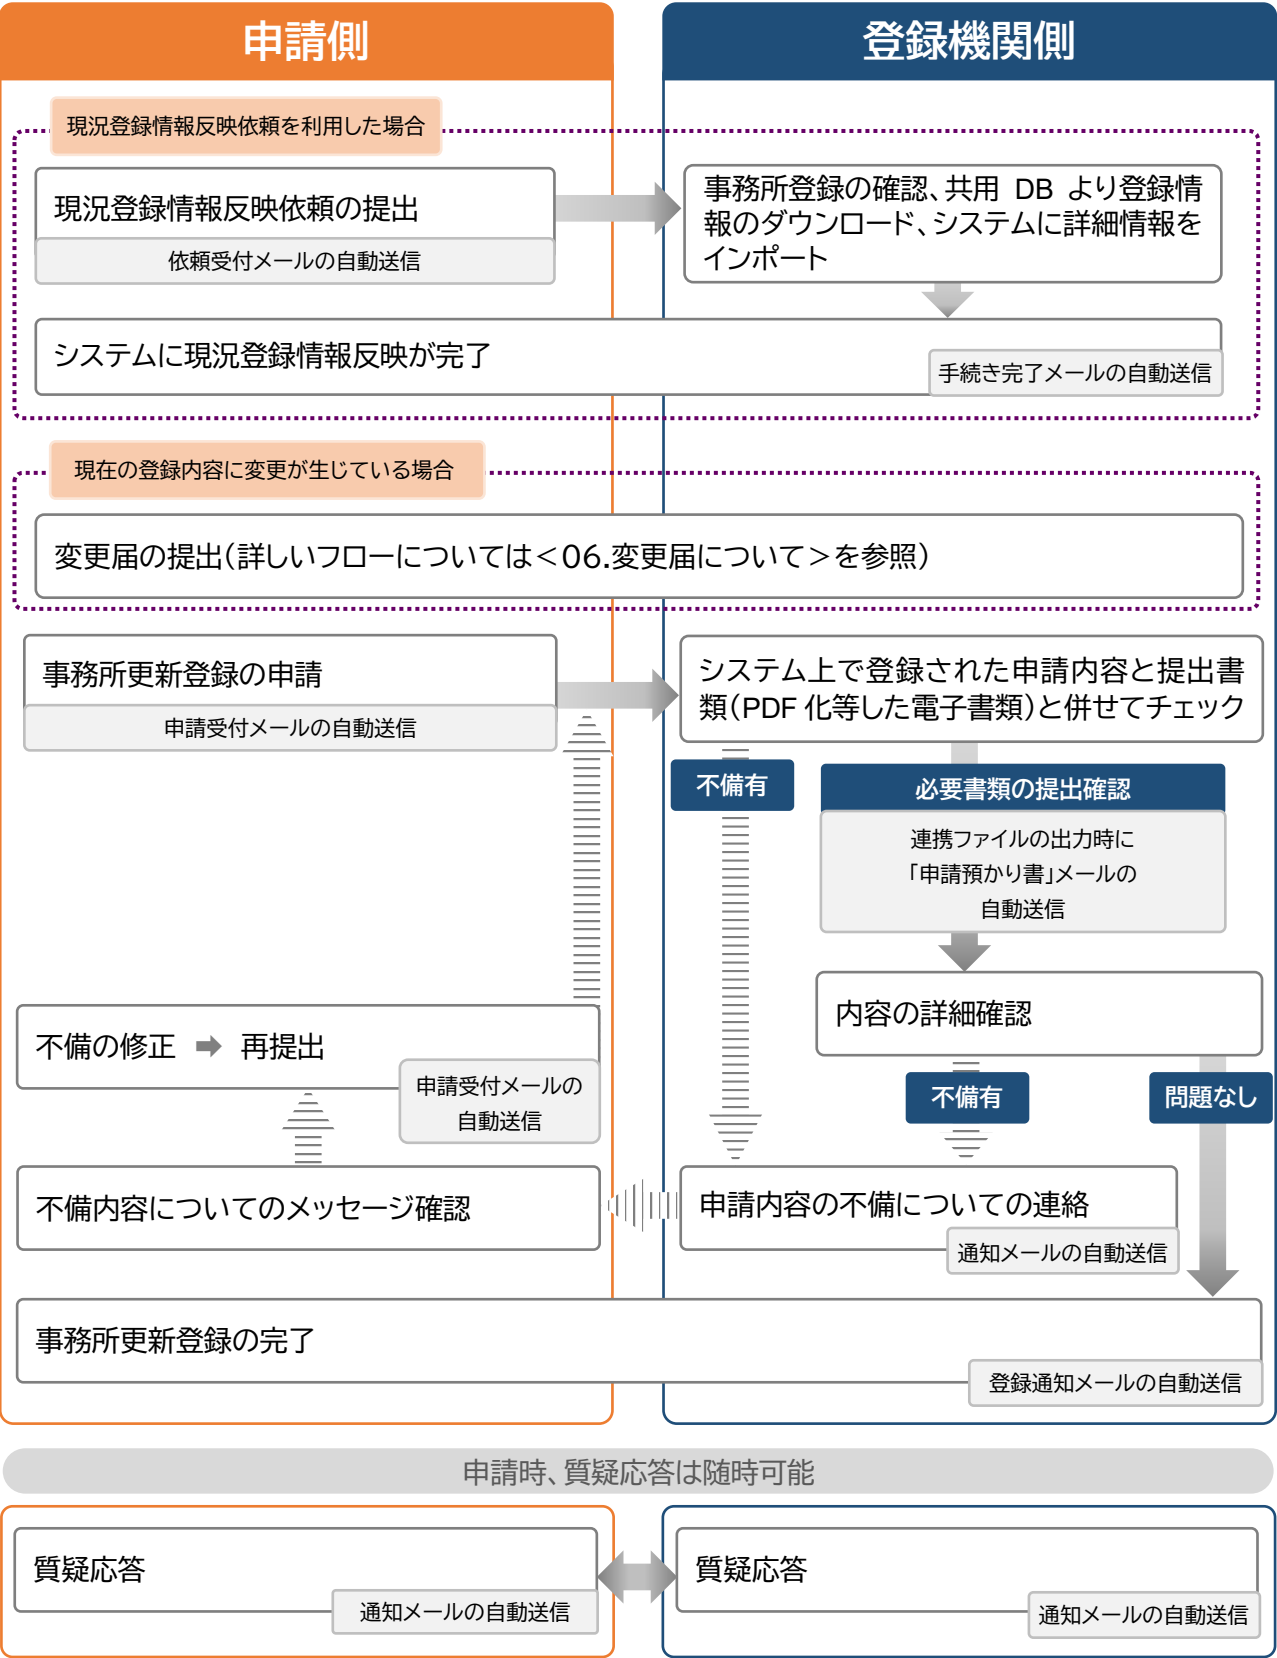 申請側
登録機関側
現況登録情報反映依頼を利用した場合
現況登録情報反映依頼の提出
依頼受付メールの自動送信
事務所登録の確認、共用 DB より登録情
報のダウンロード、システムに詳細情報を
インポート
システムに現況登録情報反映が完了
手続き完了メールの自動送信
現在の登録内容に変更が生じている場合
変更届の提出（詳しいフローについては＜06.変更届について＞を参照）
事務所更新登録の申請
申請受付メールの自動送信
システム上で登録された申請内容と提出書
類（PDF 化等した電子書類）と併せてチェック
不備有
必要書類の提出確認
連携ファイルの出力時に
「申請預かり書」メールの
自動送信
内容の詳細確認
不備の修正 ➡ 再提出
申請受付メールの
自動送信
不備有
問題なし
不備内容についてのメッセージ確認
申請内容の不備についての連絡
通知メールの自動送信
事務所更新登録の完了
登録通知メールの自動送信
申請時、質疑応答は随時可能
質疑応答
通知メールの自動送信
質疑応答
通知メールの自動送信